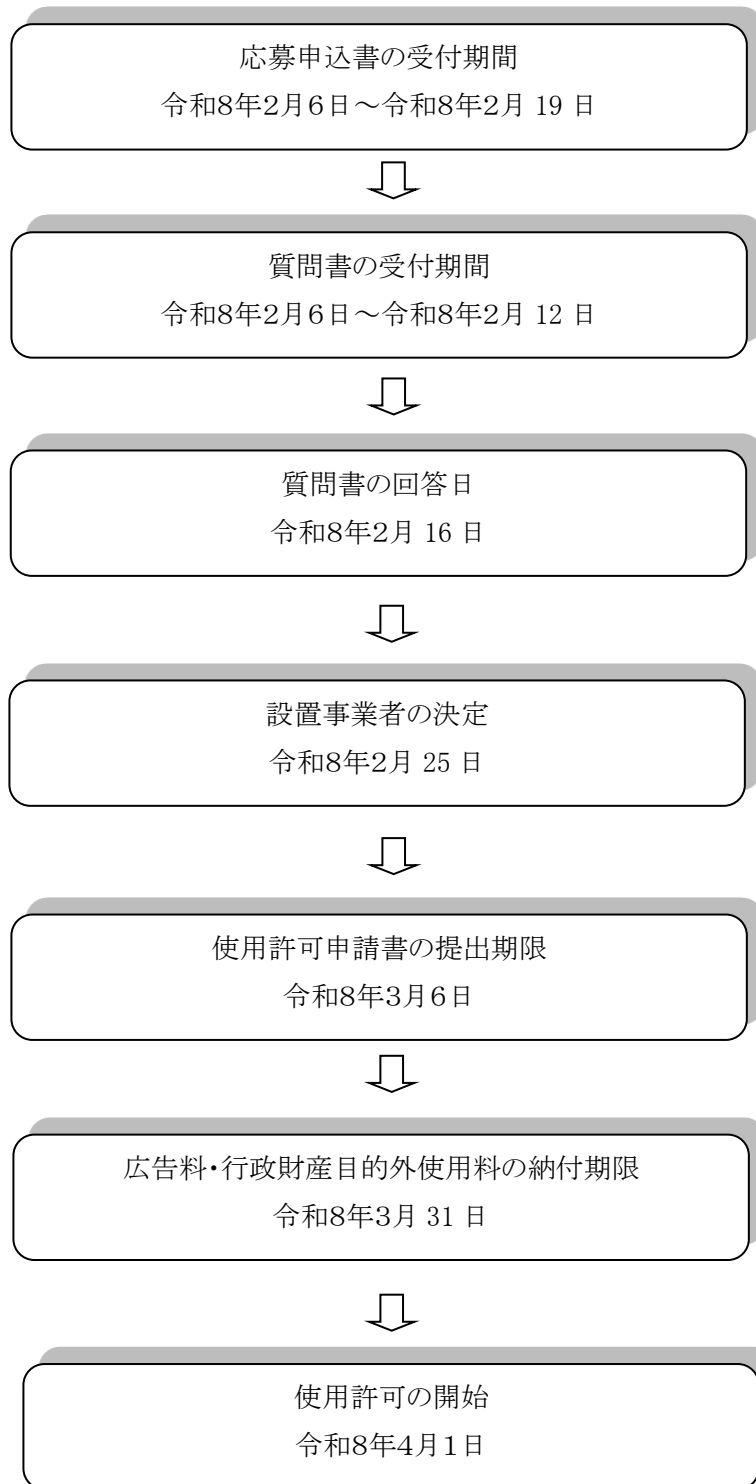 応募申込書の受付期間
令和８年２月６日～令和８年２月 19 日
質問書の受付期間
令和８年２月６日～令和８年２月 12 日
質問書の回答日
令和８年２月 16 日
設置事業者の決定
令和８年２月 25 日
使用許可申請書の提出期限
令和８年３月６日
広告料・行政財産目的外使用料の納付期限
令和８年３月 31 日
使用許可の開始
令和８年４月１日